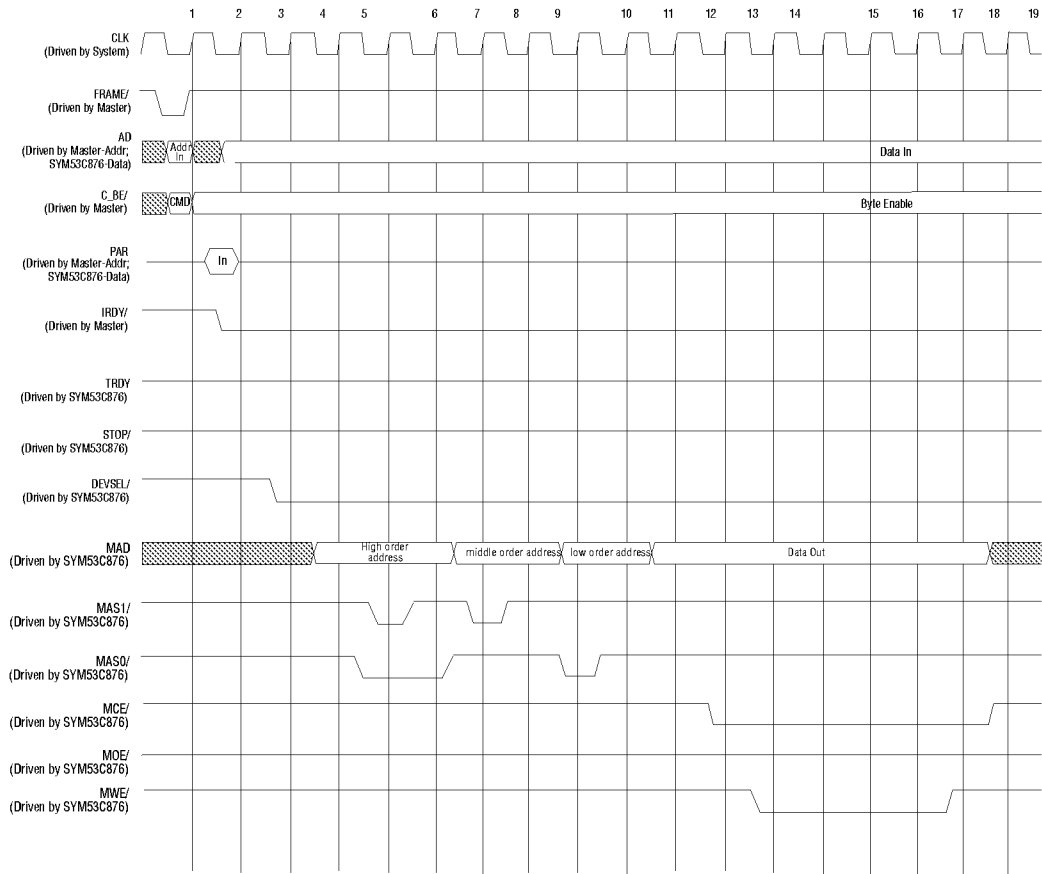 1 2 3 4 5 6 7 8 9 10 11 12 13 14 15 16 17 18 19
CLK
(Driven by System)
FRAME/
(Driven by Master)
AD
(Driven by Master-Addr;
SYM53C876-Data)
Addr
In
Data In
C_BE/
(Driven by Master)
CMD
Byte Enable
PAR
(Driven by Master-Addr;
SYM53C876-Data)
In
IRDY/
(Driven by Master)
TRDY
(Driven by SYM53C876)
STOP/
(Driven by SYM53C876)
DEVSEL/
(Driven by SYM53C876)
MAD
(Driven by SYM53C876)
High order
address
middle order address
low order address
Data Out
MAS1/
(Driven by SYM53C876)
MAS0/
(Driven by SYM53C876)
MCE/
(Driven by SYM53C876)
MOE/
(Driven by SYM53C876)
MWE/
(Driven by SYM53C876)